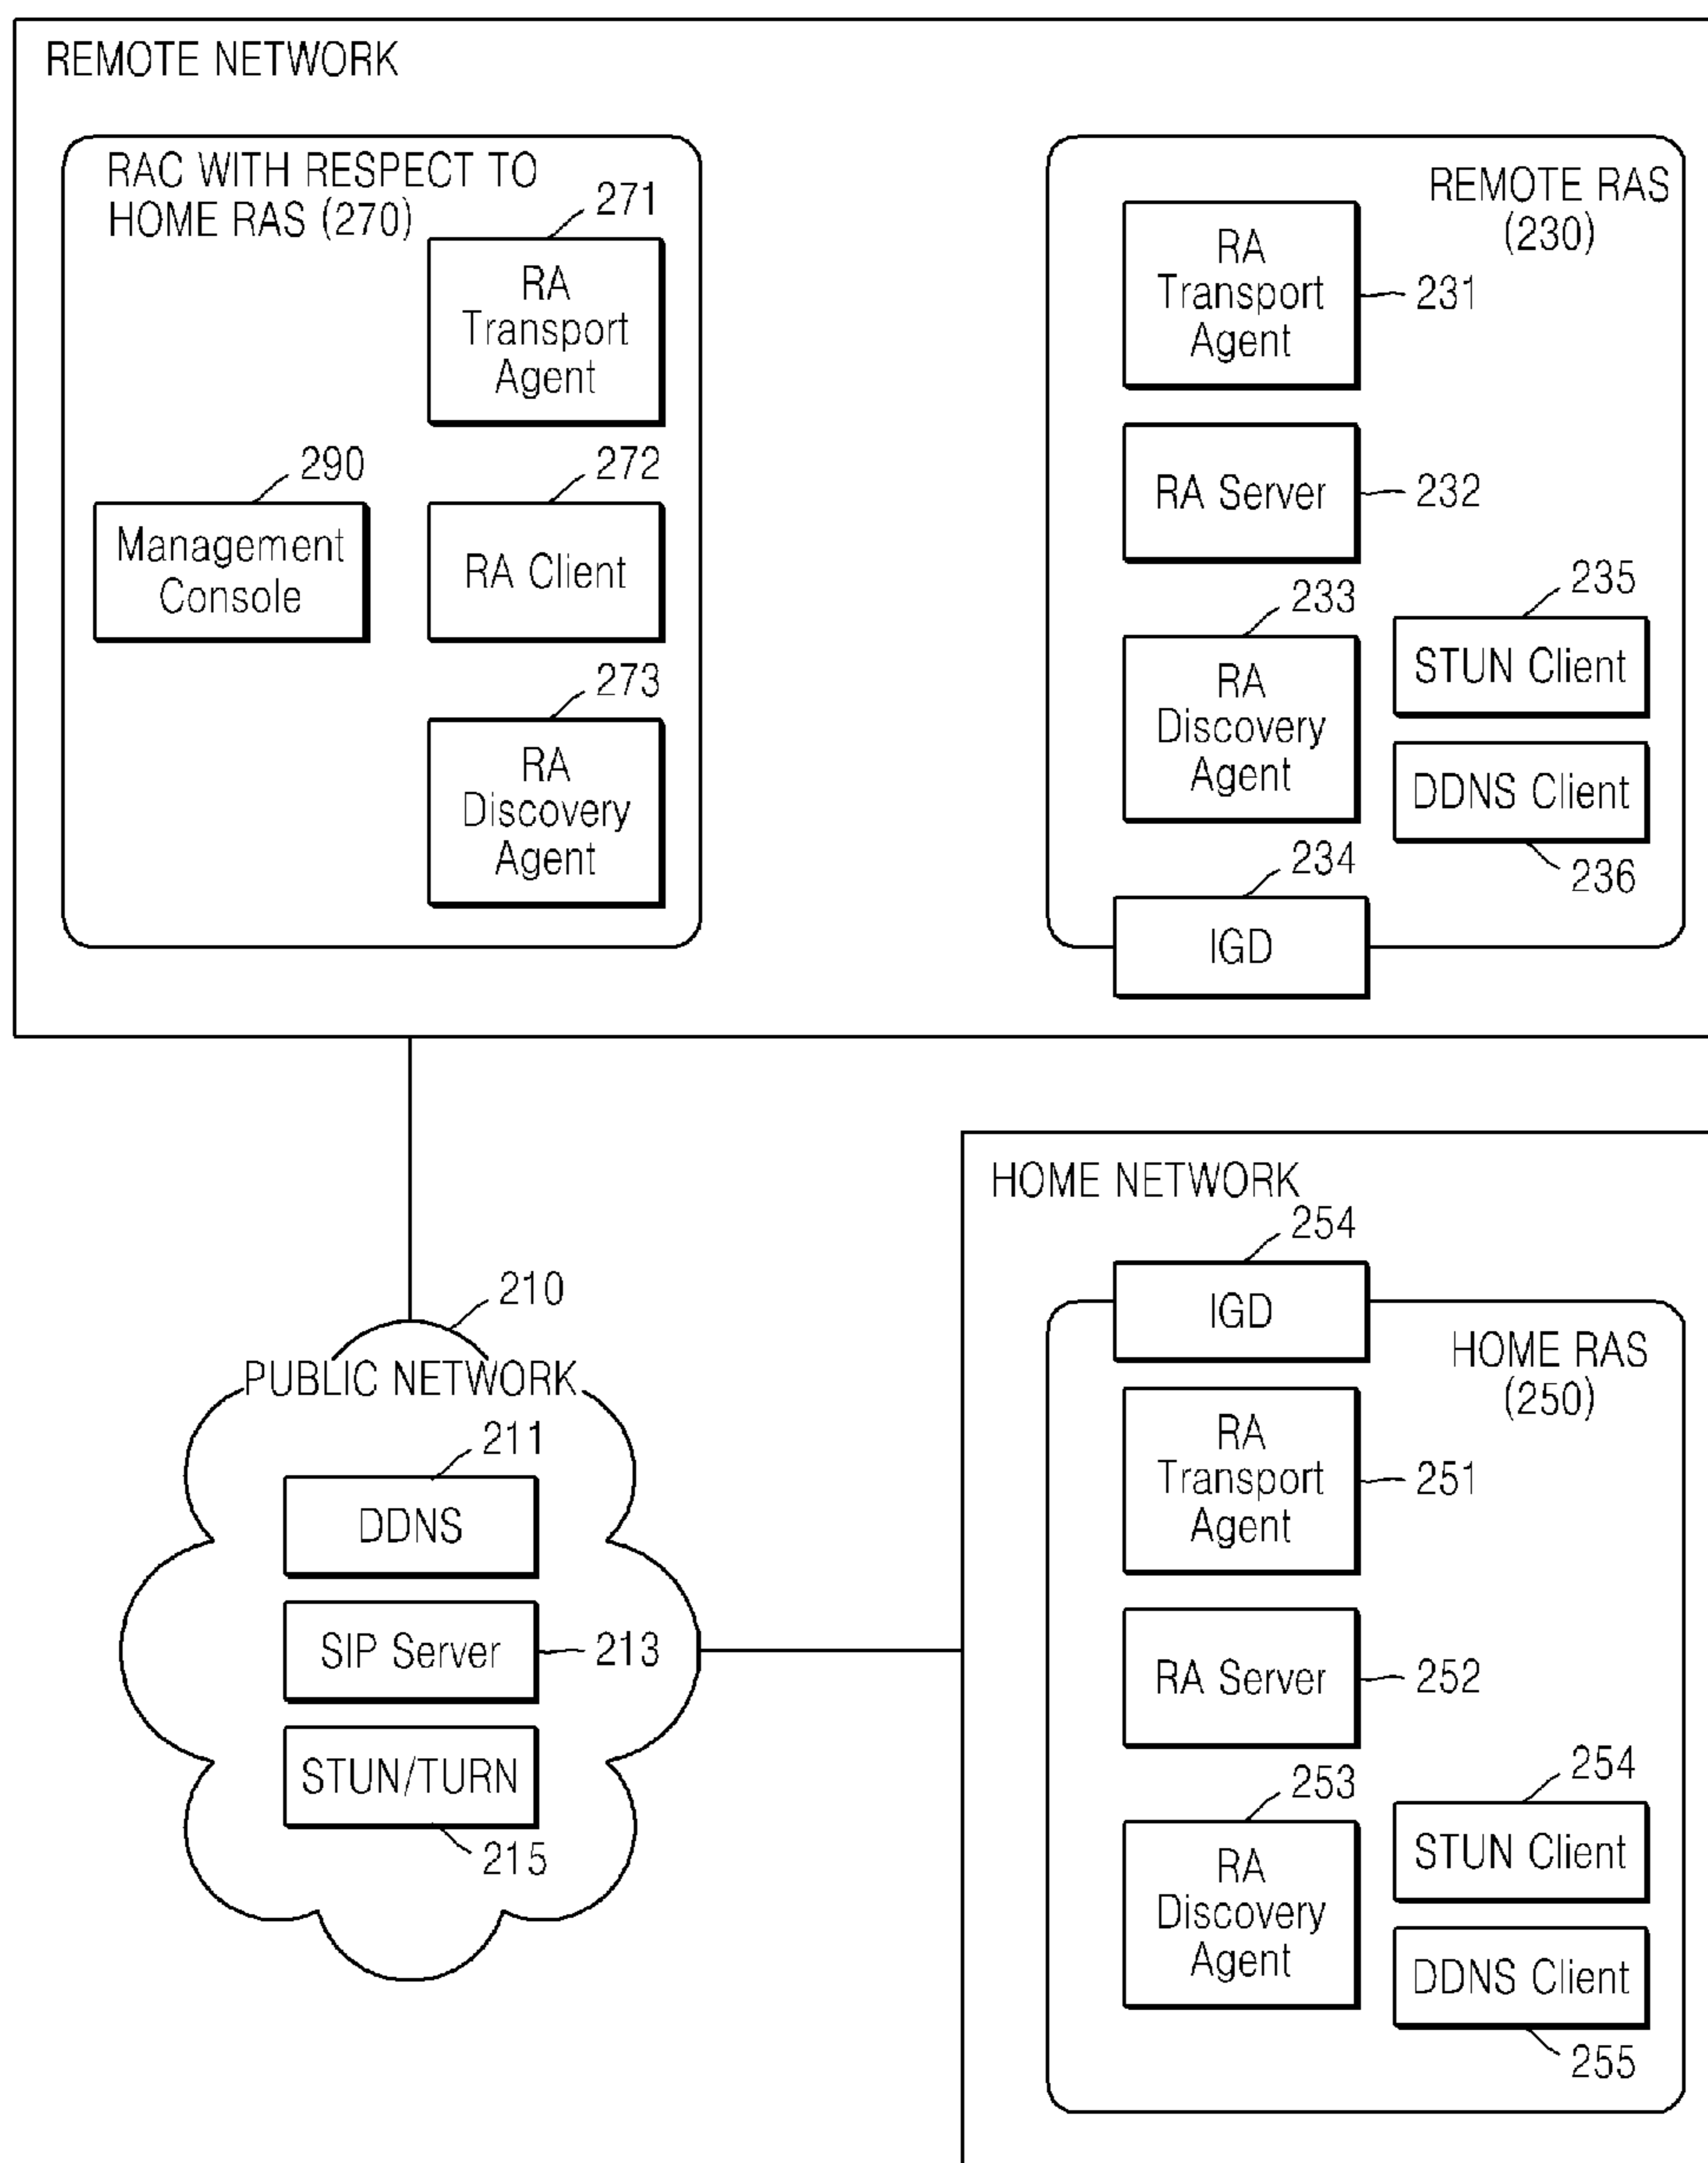 REMOTE NETWORK
RAC WITH RESPECT TO
HOME RAS (270)
271
RA
Transport
Agent
290
Management
Console
272
RA Client
273
RA
Discovery
Agent
REMOTE RAS
(230)
RA
Transport
Agent
231
RA Server
232
233
RA
Discovery
Agent
235
STUN Client
DDNS Client
236
234
IGD
210
PUBLIC NETWORK
211
DDNS
SIP Server
213
STUN/TURN
215
HOME NETWORK
254
IGD
HOME RAS
(250)
RA
Transport
Agent
251
RA Server
252
253
RA
Discovery
Agent
254
STUN Client
DDNS Client
255